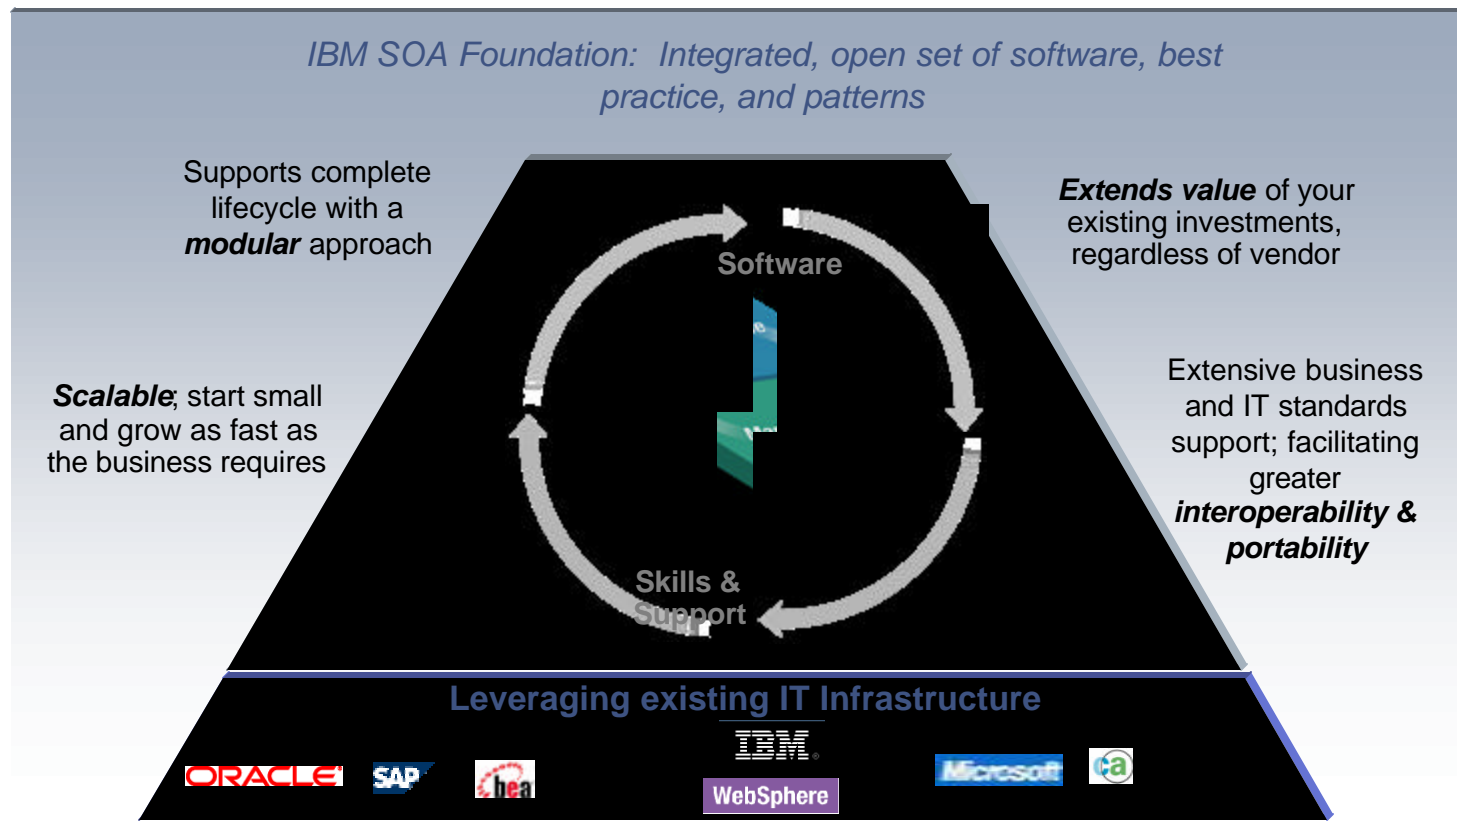 IBM SOA Foundation: Integrated, open set of software, best
practice, and patterns
Supports complete
lifecycle with a
modular approach
Extends value of your
existing investments,
regardless of vendor
Software
Scalable; start small
and grow as fast as
the business requires
Extensive business
and IT standards
support; facilitating
greater
interoperability &
portability
Skills &
Support
Leveraging existing IT Infrastructure
ORACLE
SAP
bea
IBM
WebSphere
Microsoft
ca